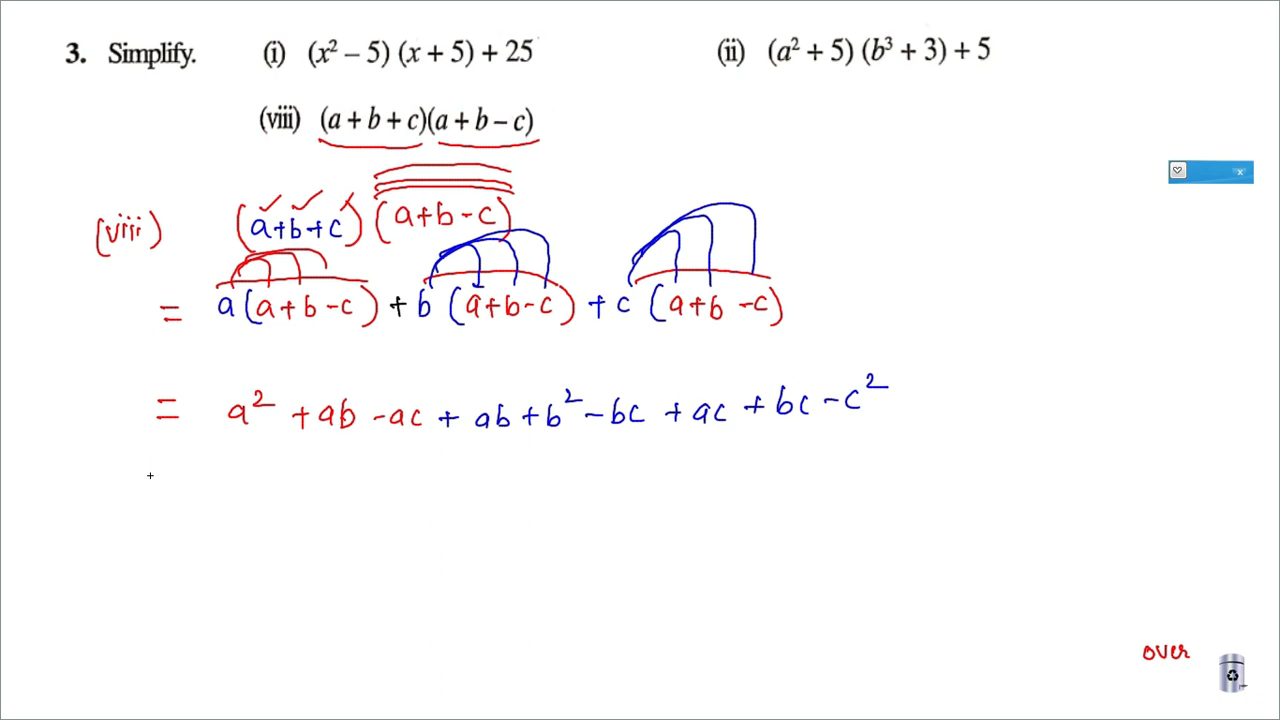 3. Simplify. (i) (x² – 5) (x + 5) + 25 (ii) (a² + 5) (b³ + 3) + 5
(viii) (a + b + c)(a + b – c)
(viii) (a+b+c) (a+b-c)
= a(a+b-c) + b(a+b-c) + c(a+b-c)
= a² + ab - ac + ab + b² - bc + ac + bc - c²
over